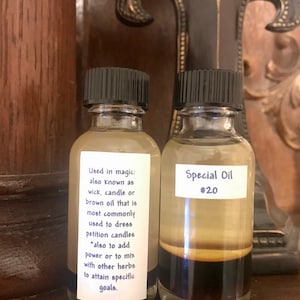 Used in magic:
also known as
wick, candle or
brown oil that is
most commonly
used to dress
petition candles
*also to add
power or to mix
with other herbs
to attain specific
goals.
Special Oil
#20